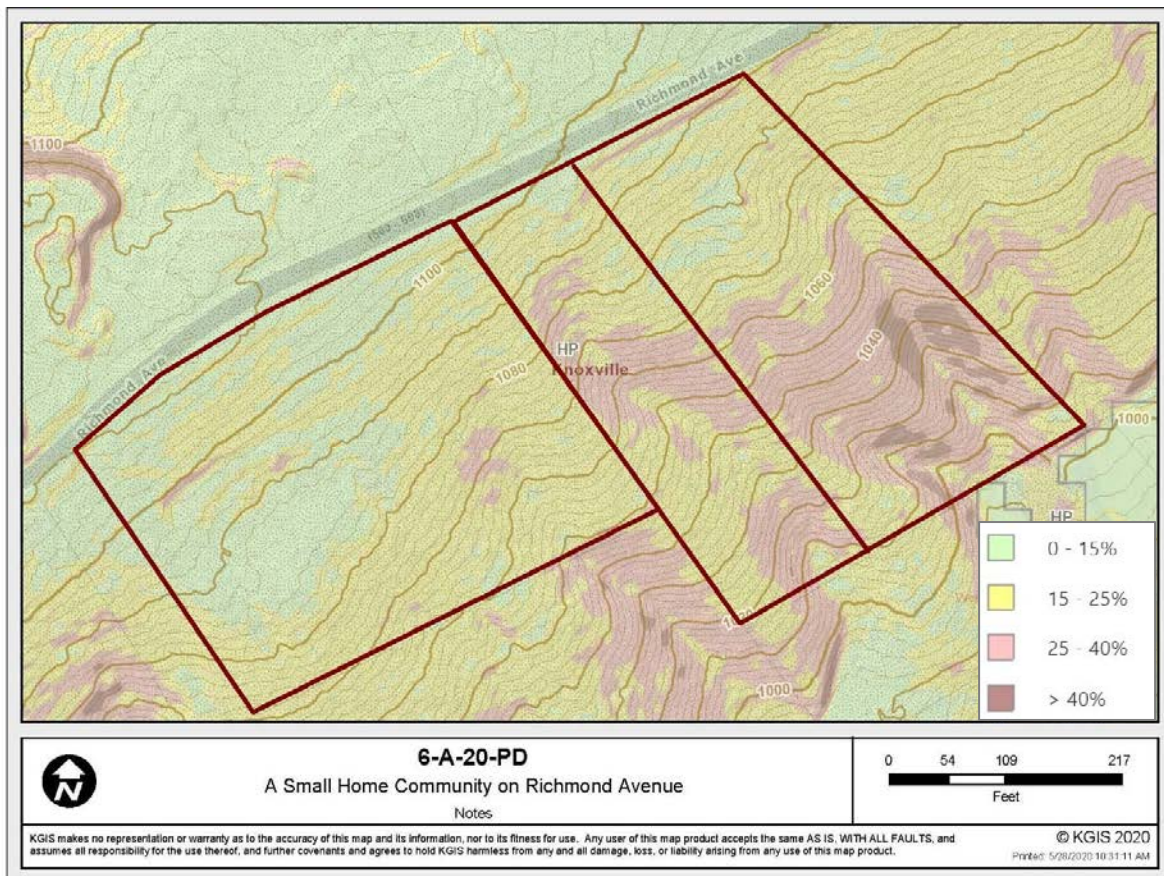 Richmond Ave
1100
1100
1060
HP
Knoxville
1040
1080
Richmond Ave
1000
HP
1000
0 - 15%
15 - 25%
25 - 40%
> 40%
N
6-A-20-PD
A Small Home Community on Richmond Avenue
Notes
0 54 109 217
Feet
KGIS makes no representation or warranty as to the accuracy of this map and its information, nor to its fitness for use. Any user of this map product accepts the same AS IS, WITH ALL FAULTS, and
assumes all responsibility for the use thereof, and further covenants and agrees to hold KGIS harmless from any and all damage, loss, or liability arising from any use of this map product.
© KGIS 2020
Printed: 5/28/2020 10:31:11 AM